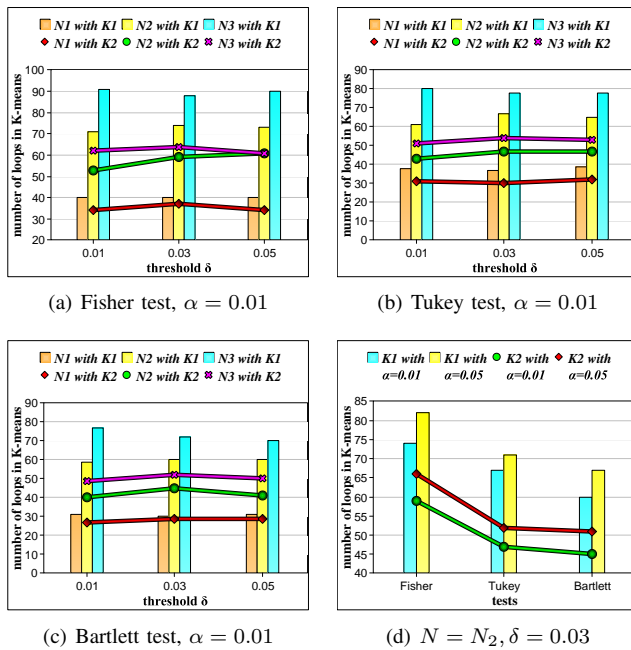 N1 with K1 N2 with K1 N3 with K1
N1 with K2 N2 with K2 N3 with K2
number of loops in K-means
100
90
80
70
60
50
40
30
20
0.01 0.03 0.05
threshold δ
(a) Fisher test, α = 0.01
N1 with K1 N2 with K1 N3 with K1
N1 with K2 N2 with K2 N3 with K2
number of loops in K-means
90
80
70
60
50
40
30
20
10
0
0.01 0.03 0.05
threshold δ
(b) Tukey test, α = 0.01
N1 with K1 N2 with K1 N3 with K1
N1 with K2 N2 with K2 N3 with K2
number of loops in K-means
90
80
70
60
50
40
30
20
10
0
0.01 0.03 0.05
threshold δ
(c) Bartlett test, α = 0.01
K1 with K1 with K2 with K2 with
α=0.01 α=0.05 α=0.01 α=0.05
number of loops in K-means
85
80
75
70
65
60
55
50
45
40
Fisher Tukey Bartlett
tests
(d) N = N₂, δ = 0.03